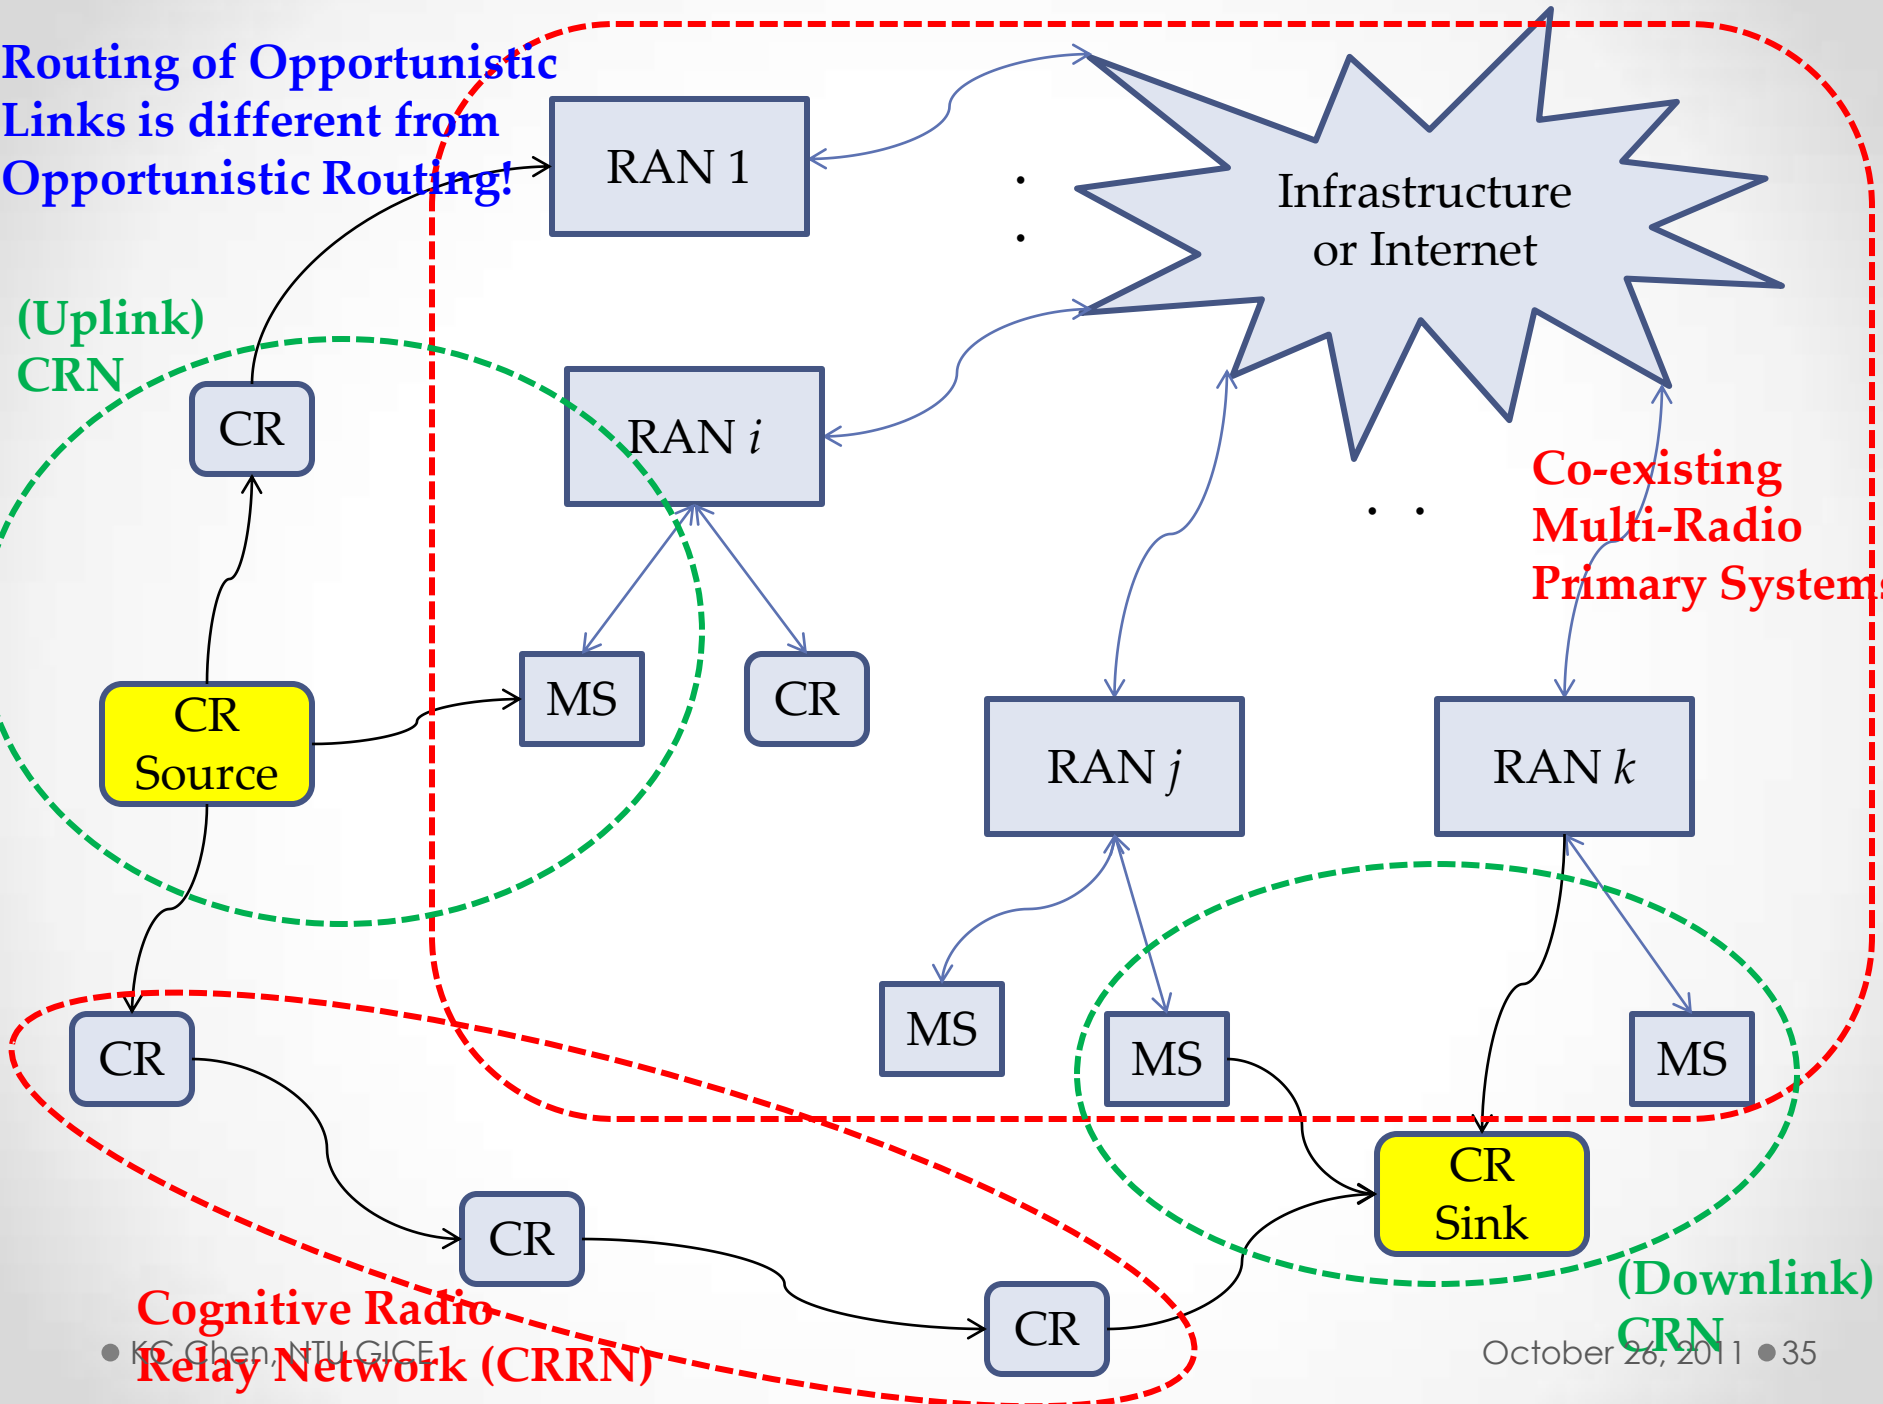 Routing of Opportunistic
Links is different from
Opportunistic Routing!
RAN 1
Infrastructure
or Internet
(Uplink)
CRN
CR
RAN i
Co-existing
Multi-Radio
Primary Systems
CR
Source
MS
CR
RAN j
RAN k
MS
MS
MS
CR
CR
Sink
CR
CR
(Downlink)
CRN
Cognitive Radio
Relay Network (CRRN)
KC Chen, NTU GICE
October 26, 2011
35